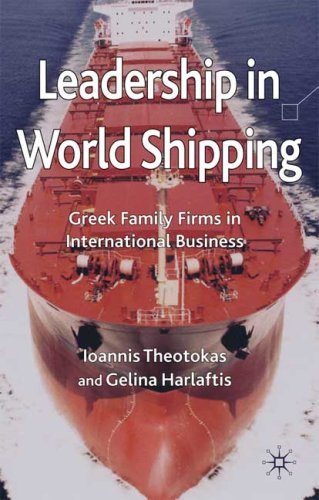 Leadership in
World Shipping
Greek Family Firms in
International Business
Ioannis Theotokas
and Gelina Harlaftis